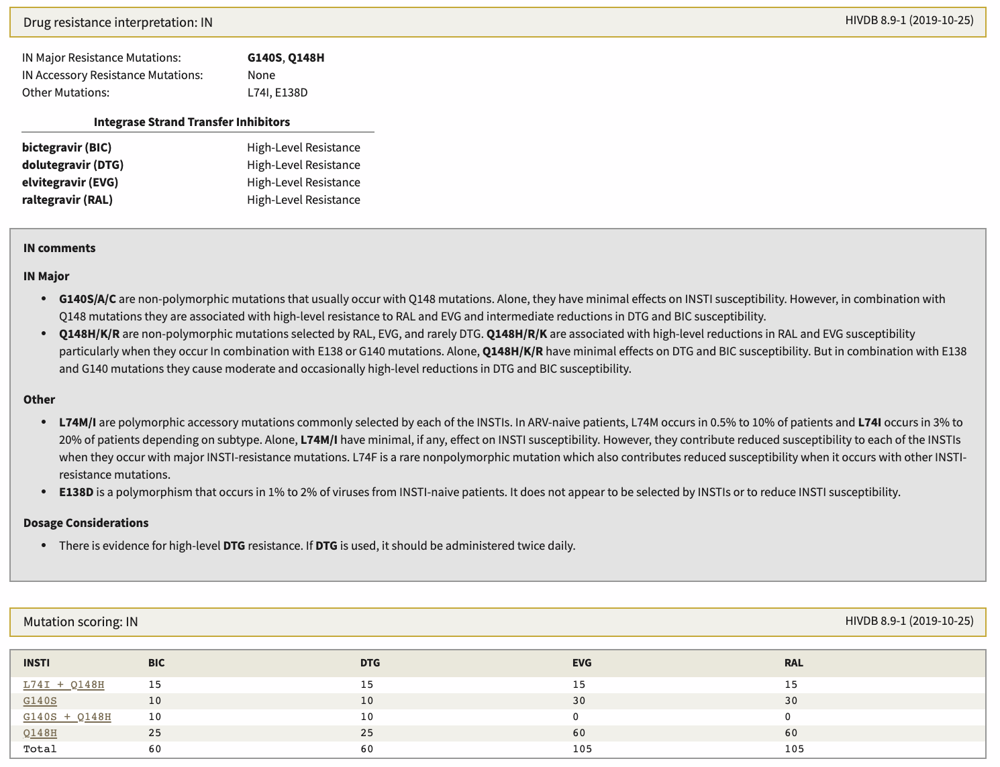 Drug resistance interpretation: IN
HIVDB 8.9-1 (2019-10-25)
IN Major Resistance Mutations: G140S, Q148H
IN Accessory Resistance Mutations: None
Other Mutations: L74I, E138D
Integrase Strand Transfer Inhibitors
bictegravir (BIC) High-Level Resistance
dolutegravir (DTG) High-Level Resistance
elvitegravir (EVG) High-Level Resistance
raltegravir (RAL) High-Level Resistance
IN comments
IN Major
• G140S/A/C are non-polymorphic mutations that usually occur with Q148 mutations. Alone, they have minimal effects on INSTI susceptibility. However, in combination with
Q148 mutations they are associated with high-level resistance to RAL and EVG and intermediate reductions in DTG and BIC susceptibility.
• Q148H/K/R are non-polymorphic mutations selected by RAL, EVG, and rarely DTG. Q148H/R/K are associated with high-level reductions in RAL and EVG susceptibility
particularly when they occur In combination with E138 or G140 mutations. Alone, Q148H/K/R have minimal effects on DTG and BIC susceptibility. But in combination with E138
and G140 mutations they cause moderate and occasionally high-level reductions in DTG and BIC susceptibility.
Other
• L74M/I are polymorphic accessory mutations commonly selected by each of the INSTIs. In ARV-naive patients, L74M occurs in 0.5% to 10% of patients and L74I occurs in 3% to
20% of patients depending on subtype. Alone, L74M/I have minimal, if any, effect on INSTI susceptibility. However, they contribute reduced susceptibility to each of the INSTIs
when they occur with major INSTI-resistance mutations. L74F is a rare nonpolymorphic mutation which also contributes reduced susceptibility when it occurs with other INSTI-
resistance mutations.
• E138D is a polymorphism that occurs in 1% to 2% of viruses from INSTI-naive patients. It does not appear to be selected by INSTIs or to reduce INSTI susceptibility.
Dosage Considerations
• There is evidence for high-level DTG resistance. If DTG is used, it should be administered twice daily.
Mutation scoring: IN
HIVDB 8.9-1 (2019-10-25)
INSTI BIC DTG EVG RAL
L74I + Q148H 15 15 15 15
G140S 10 10 30 30
G140S + Q148H 10 10 0 0
Q148H 25 25 60 60
Total 60 60 105 105